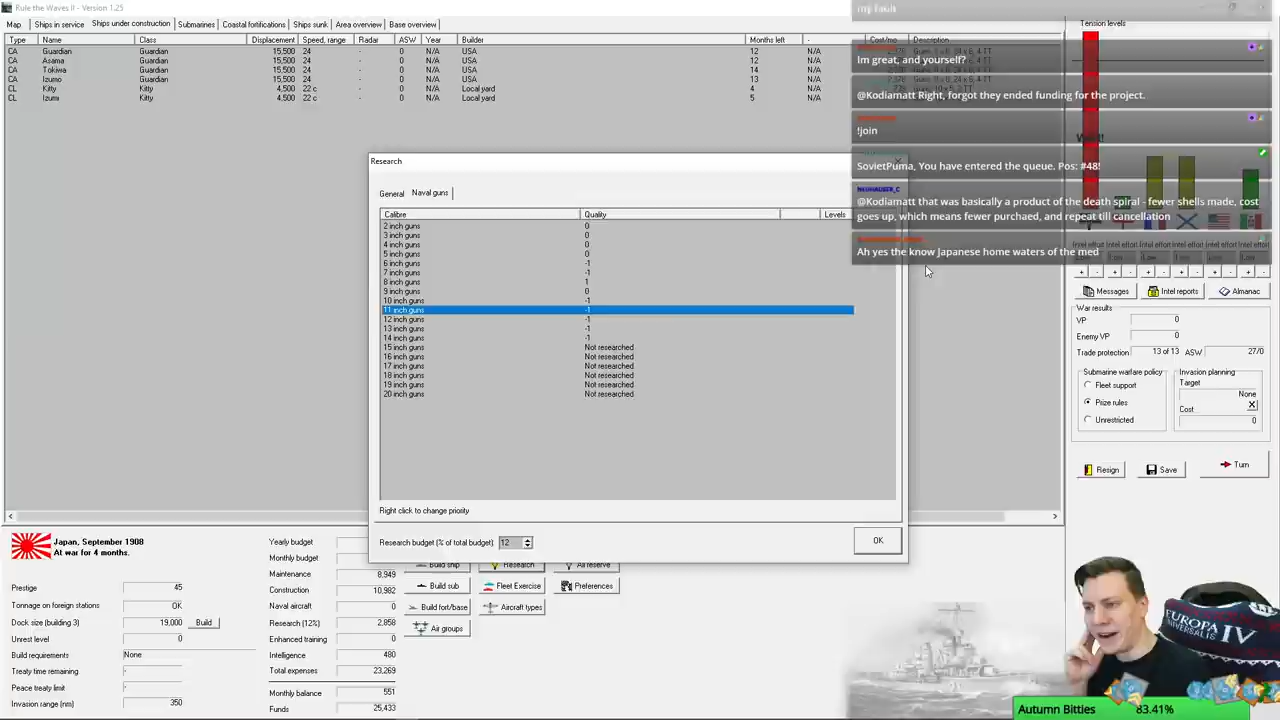 Rule the Waves II - Version 1.25
my fault
Map Ships in service Ships under construction Submarines Coastal fortifications Ships sunk Area overview Base overview
Tension levels
Type Name Class Displacement Speed, range Radar ASW Year Builder Months left - Cost/mo Description
CA Guardian Guardian 15,500 24 - 0 N/A USA 12 N/A
CA Asama Guardian 15,500 24 - 0 N/A USA 12 N/A
CA Tokiwa Guardian 15,500 24 - 0 N/A USA 14 N/A
CA Izumo Guardian 15,500 24 - 0 N/A USA 13 N/A
CL Kitty Kitty 4,500 22 c - 0 N/A Local yard 4 N/A
CL Izumi Kitty 4,500 22 c - 0 N/A Local yard 5 N/A
Im great, and yourself?
@Kodiamatt Right, forgot they ended funding for the project.
!join
SovietPuma, You have entered the queue. Pos: #48!
NEUHAUSER_C
@Kodiamatt that was basically a product of the death spiral - fewer shells made, cost
goes up, which means fewer purchaed, and repeat till cancellation
Ah yes the know Japanese home waters of the med
Research
General Naval guns
Calibre Quality Levels
2 inch guns 0
3 inch guns 0
4 inch guns 0
5 inch guns 0
6 inch guns -1
7 inch guns -1
8 inch guns 1
9 inch guns 0
10 inch guns -1
11 inch guns -1
12 inch guns -1
13 inch guns -1
14 inch guns -1
15 inch guns Not researched
16 inch guns Not researched
17 inch guns Not researched
18 inch guns Not researched
19 inch guns Not researched
20 inch guns Not researched
Right click to change priority
Research budget (% of total budget): 12
OK
+ - + - + - + - + -
Messages Intel reports Almanac
War results
VP 0
Enemy VP 0
Trade protection 13 of 13 ASW 27/0
Submarine warfare policy
Fleet support
Prize rules
Unrestricted
Invasion planning
Target
None
X
Cost
0
Resign Save Turn
Japan, September 1908
At war for 4 months.
Prestige 45
Tonnage on foreign stations OK
Dock size (building 3) 19,000 Build
Unrest level 0
Build requirements None
Treaty time remaining -
Peace treaty limit -
Invasion range (nm) 350
Yearly budget
Monthly budget
Maintenance 8,949
Construction 10,982
Naval aircraft 0
Research (12%) 2,858
Enhanced training 0
Intelligence 480
Total expenses 23,269
Monthly balance 551
Funds 25,433
Build ship Research All reserve
Build sub Fleet Exercise Preferences
Build fort/base Aircraft types
Air groups
EUROPA IV
UNIVERSALIS
Autumn Bitties 83.41%